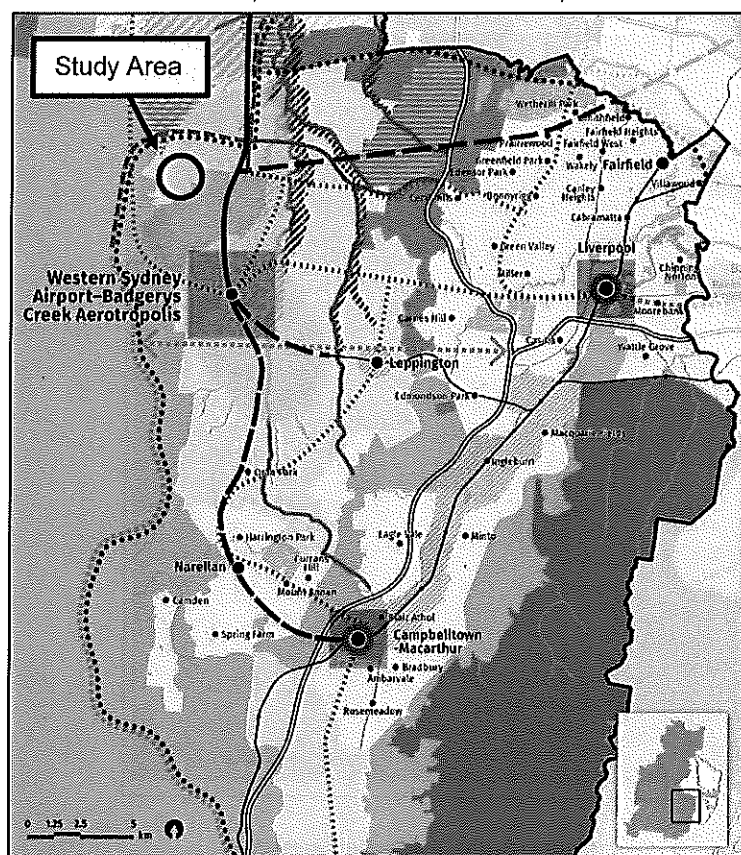 Study Area
Wetherill Park
Smithfield
Fairfield Heights
Prairiewood
Fairfield West
Greenfield Park
Wakely
Fairfield
Edensor Park
Villawood
Cecil Hills
Bonnyrigg
Canley
Heights
Cabramatta
Green Valley
Liverpool
Miller
Chipping
Norton
Western Sydney
Airport–Badgerys
Creek Aerotropolis
Moorebank
Carnes Hill
Casula
Wattle Grove
Leppington
Edmondson Park
Macquarie Fields
Ingleburn
Oran Park
Harrington Park
Eagle Vale
Minto
Currans
Hill
Narellan
Mount Annan
Camden
Blair Athol
Spring Farm
Campbelltown
-Macarthur
Bradbury
Ambarvale
Rosemeadow
0 1.25 2.5 5
km